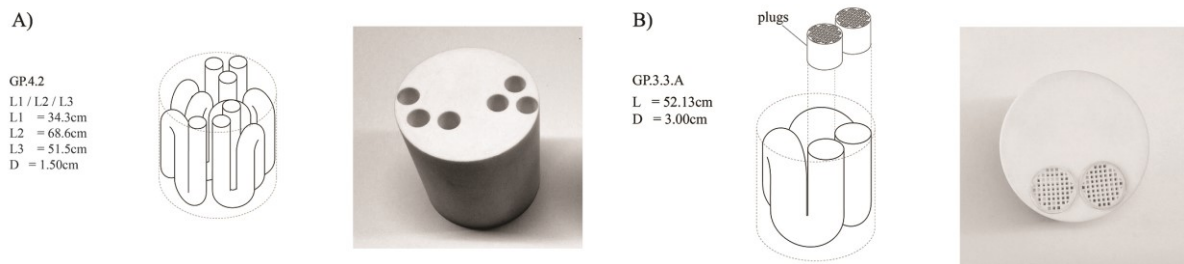 A)
GP.4.2
L1 / L2 / L3
L1 = 34.3cm
L2 = 68.6cm
L3 = 51.5cm
D = 1.50cm
B)
plugs
GP.3.3.A
L = 52.13cm
D = 3.00cm